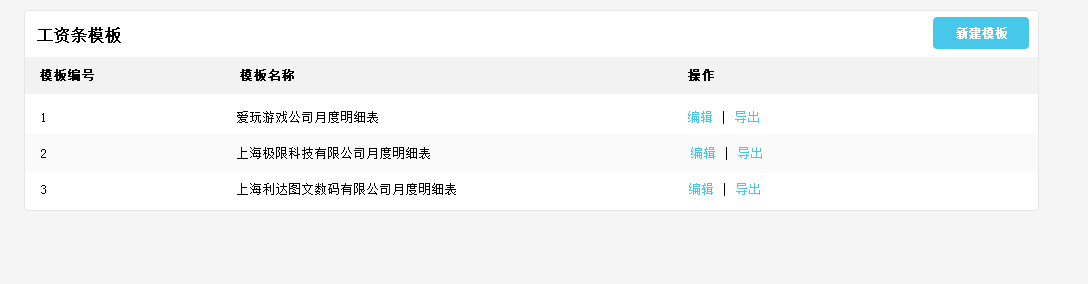 工资条模板 新建模板
模板编号 模板名称 操作
1 爱玩游戏公司月度明细表 编辑 | 导出
2 上海极限科技有限公司月度明细表 编辑 | 导出
3 上海利达图文数码有限公司月度明细表 编辑 | 导出